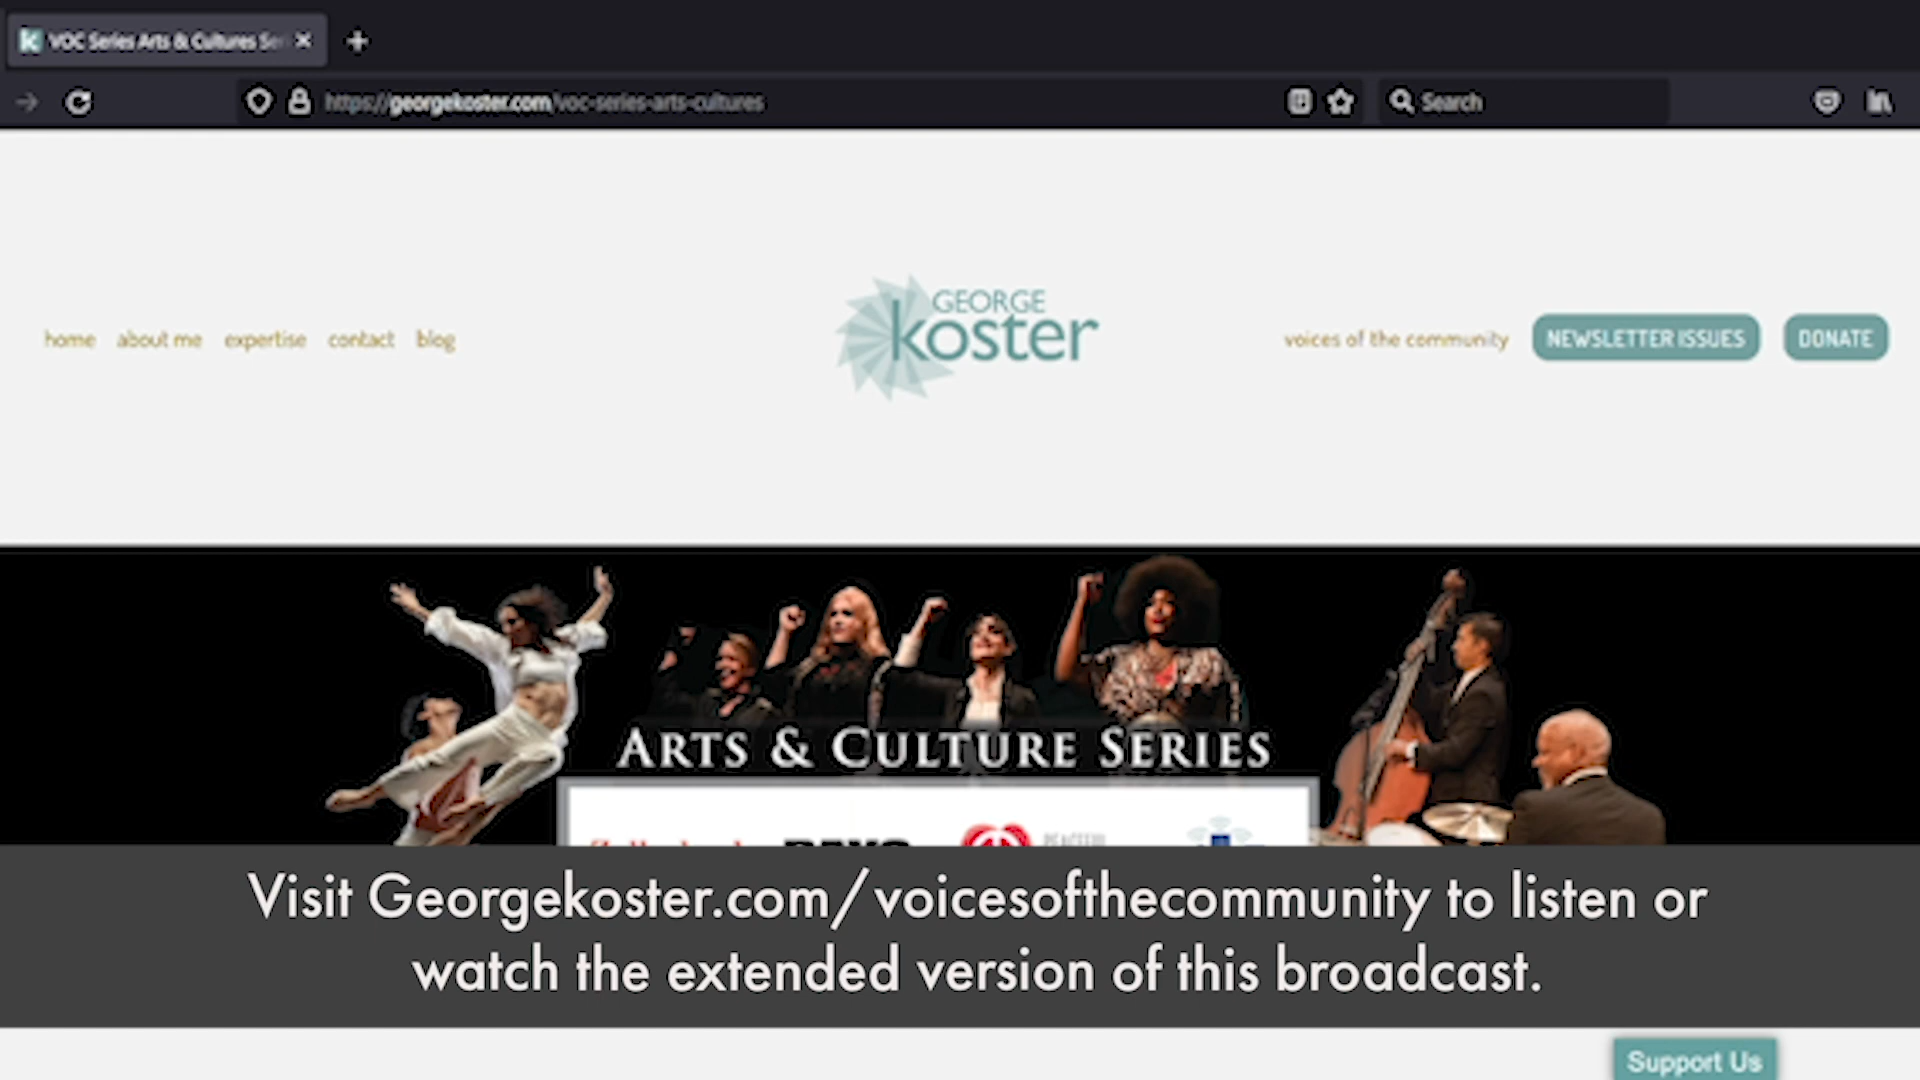 VOC Series Arts & Cultures Se
https://georgekoster.com/voc-series-arts-cultures
Search
home about me expertise contact blog
GEORGE
koster
voices of the community
NEWSLETTER ISSUES
DONATE
ARTS & CULTURE SERIES
Visit Georgekoster.com/voicesofthecommunity to listen or
watch the extended version of this broadcast.
Support Us